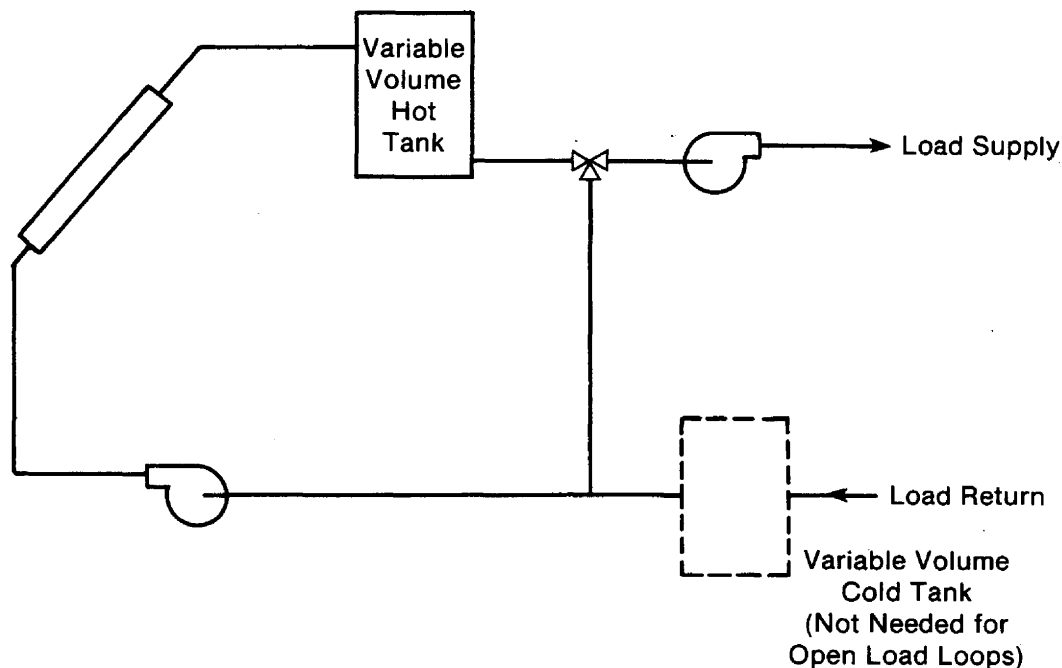 Variable
Volume
Hot
Tank
Load Supply
Load Return
Variable Volume
Cold Tank
(Not Needed for
Open Load Loops)